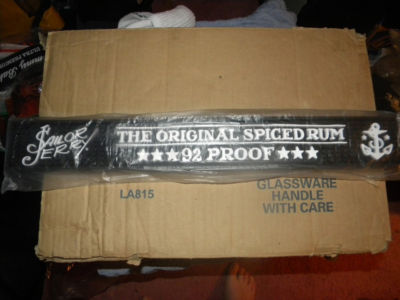 SAILOR
JERRY
THE ORIGINAL SPICED RUM
★★★ 92 PROOF ★★★
LA815
GLASSWARE
HANDLE
WITH CARE